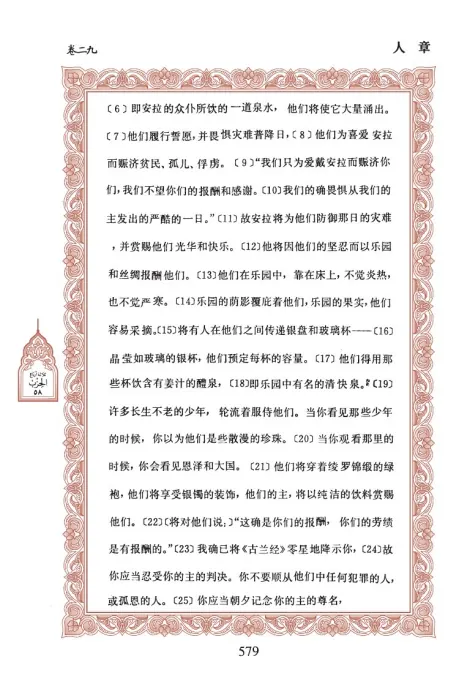 卷二九
人 章
(6)即安拉的众仆所饮的一道泉水，他们将使它大量涌出。
(7)他们履行誓愿，并畏惧灾难普降日，(8)他们为喜爱安拉
而赈济贫民、孤儿、俘虏。(9)“我们只为爱戴安拉而赈济你
们，我们不望你们的报酬和感谢。(10)我们的确畏惧从我们的
主发出的严酷的一日。”(11)故安拉将为他们防御那日的灾难
，并赏赐他们光华和快乐。(12)他将因他们的坚忍而以乐园
和丝绸报酬他们。(13)他们在乐园中，靠在床上，不觉炎热，
也不觉严寒。(14)乐园的荫影覆庇着他们，乐园的果实，他们
容易采摘。(15)将有人在他们之间传递银盘和玻璃杯——(16)
晶莹如玻璃的银杯，他们预定每杯的容量。(17)他们得用那
些杯饮含有姜汁的醴泉，(18)即乐园中有名的清快泉。(19)
许多长生不老的少年，轮流着服侍他们。当你看见那些少年
的时候，你以为他们是些散漫的珍珠。(20)当你观看那里的
时候，你会看见恩泽和大国。(21)他们将穿着绫罗锦缎的绿
袍，他们将享受银镯的装饰，他们的主，将以纯洁的饮料赏赐
他们。(22)(将对他们说：)“这确是你们的报酬，你们的劳绩
是有报酬的。”(23)我确已将《古兰经》零星地降示你，(24)故
你应当忍受你的主的判决。你不要顺从他们中任何犯罪的人，
或孤恩的人。(25)你应当朝夕记念你的主的尊名，
الحزب
٥٨
579